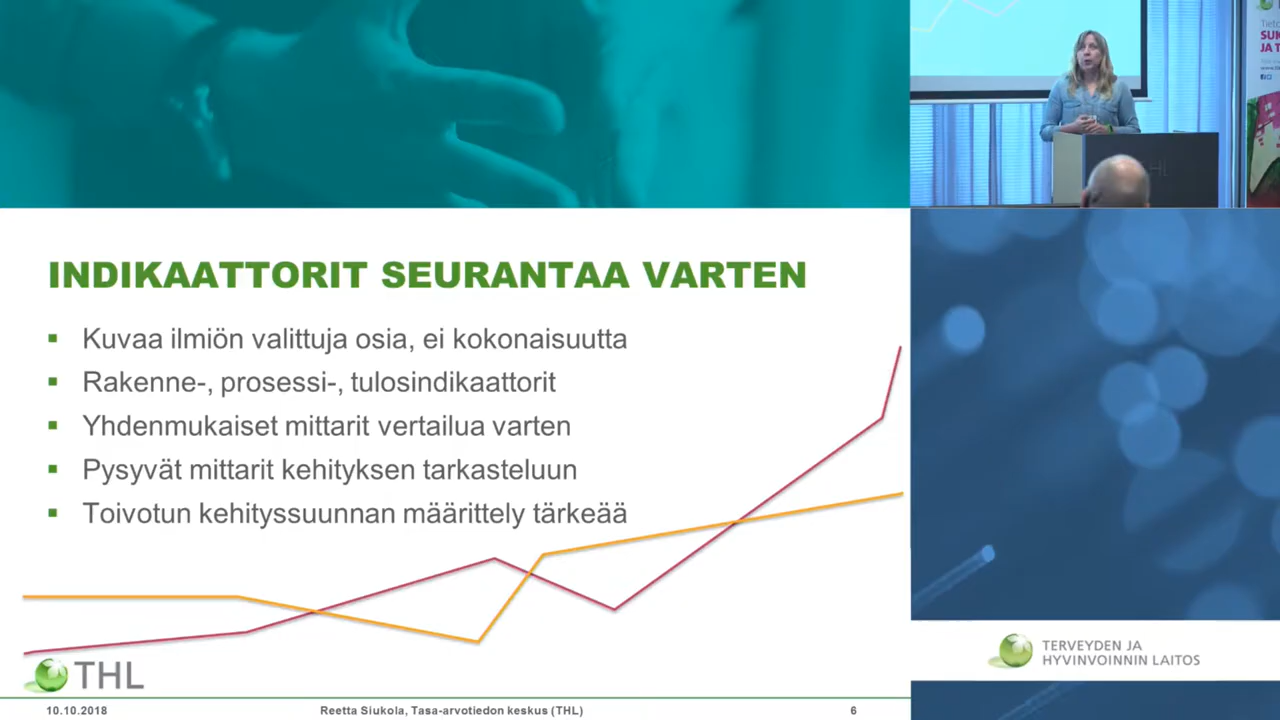 INDIKAATTORIT SEURANTAA VARTEN
▪ Kuvaa ilmiön valittuja osia, ei kokonaisuutta
▪ Rakenne-, prosessi-, tulosindikaattorit
▪ Yhdenmukaiset mittarit vertailua varten
▪ Pysyvät mittarit kehityksen tarkasteluun
▪ Toivotun kehityssuunnan määrittely tärkeää
THL
10.10.2018
Reetta Siukola, Tasa-arvotiedon keskus (THL)
6
TERVEYDEN JA
HYVINVOINNIN LAITOS